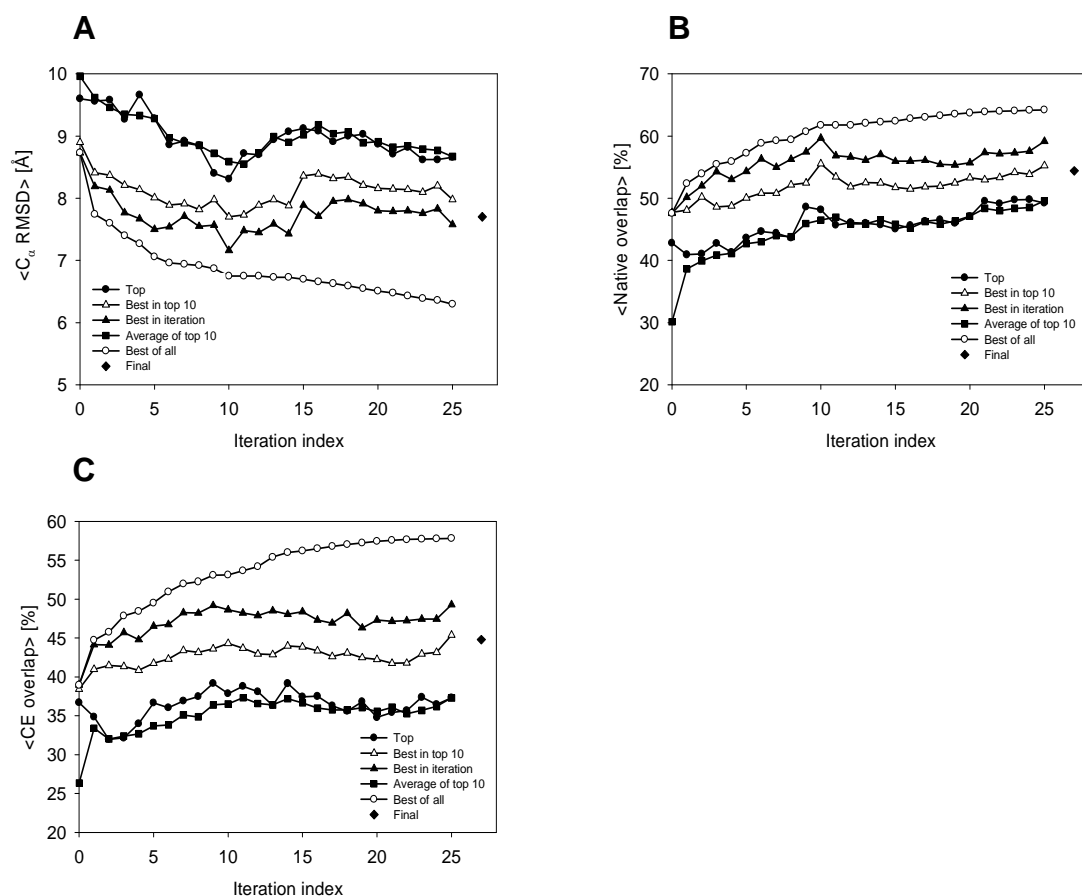 A
<Cα RMSD> [Å]
10
9
8
7
6
5
Top
Best in top 10
Best in iteration
Average of top 10
Best of all
Final
0 5 10 15 20 25
Iteration index
B
<Native overlap> [%]
70
60
50
40
30
20
Top
Best in top 10
Best in iteration
Average of top 10
Best of all
Final
0 5 10 15 20 25
Iteration index
C
<CE overlap> [%]
60
55
50
45
40
35
30
25
20
Top
Best in top 10
Best in iteration
Average of top 10
Best of all
Final
0 5 10 15 20 25
Iteration index